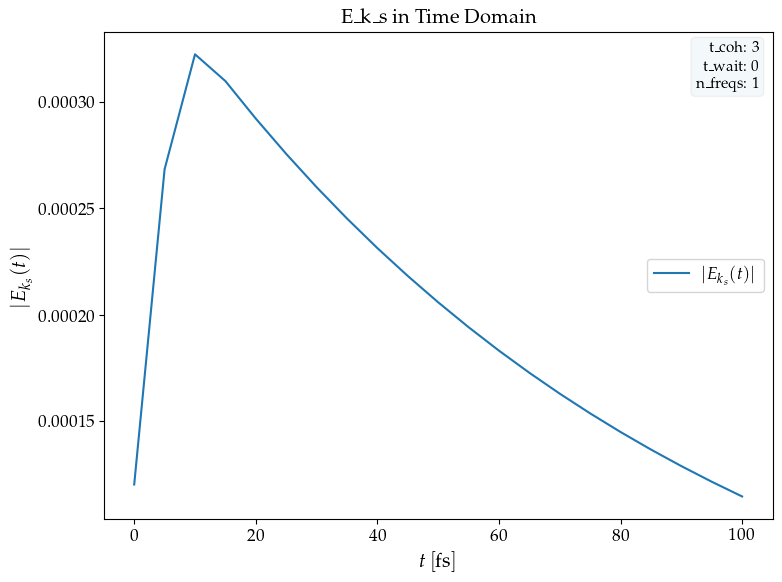 E_k_s in Time Domain
t_coh: 3
t_wait: 0
n_freqs: 1
0.00030
0.00025
0.00020
0.00015
|E_{k_s}(t)|
|E_{k_s}(t)|
0 20 40 60 80 100
t [fs]